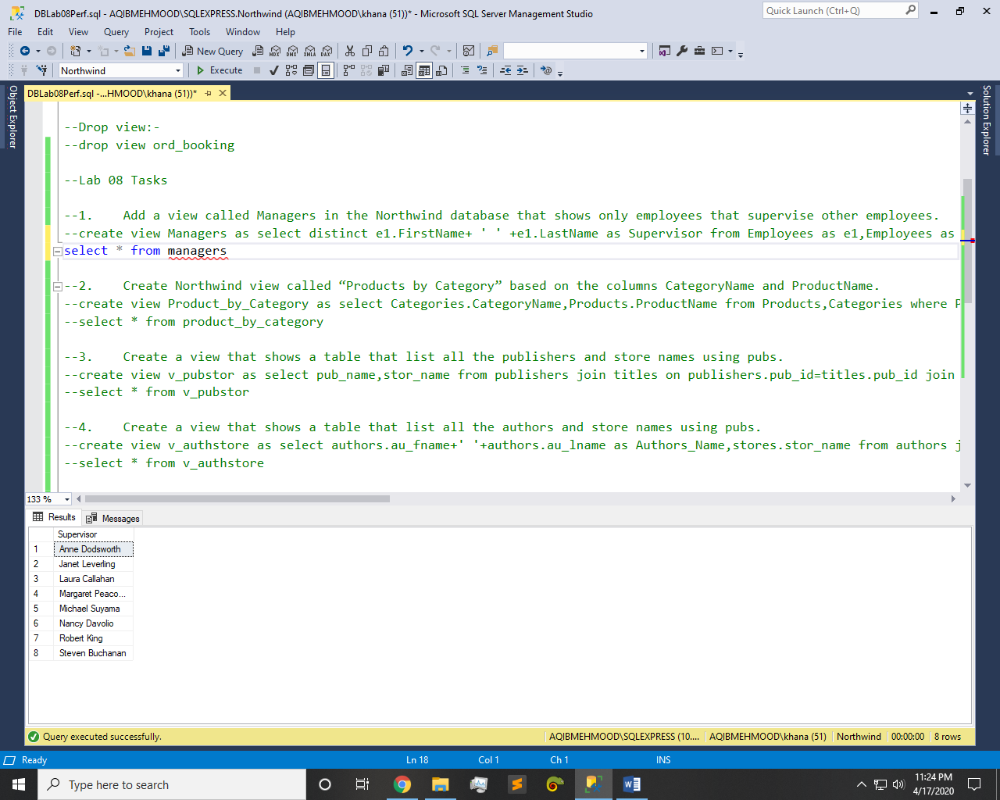 DBLab08Perf.sql - AQIBMEHMOOD\SQLEXPRESS.Northwind (AQIBMEHMOOD\khana (51))* - Microsoft SQL Server Management Studio
Quick Launch (Ctrl+Q)
File Edit View Query Project Tools Window Help
New Query MDX DMX XMLA DAX
Northwind Execute
Object Explorer
DBLab08Perf.sql -...HMOOD\khana (51))*
Solution Explorer
--Drop view:-
--drop view ord_booking
--Lab 08 Tasks
--1. Add a view called Managers in the Northwind database that shows only employees that supervise other employees.
--create view Managers as select distinct e1.FirstName+ ' ' +e1.LastName as Supervisor from Employees as e1,Employees as
select * from managers
--2. Create Northwind view called “Products by Category” based on the columns CategoryName and ProductName.
--create view Product_by_Category as select Categories.CategoryName,Products.ProductName from Products,Categories where P
--select * from product_by_category
--3. Create a view that shows a table that list all the publishers and store names using pubs.
--create view v_pubstor as select pub_name,stor_name from publishers join titles on publishers.pub_id=titles.pub_id join
--select * from v_pubstor
--4. Create a view that shows a table that list all the authors and store names using pubs.
--create view v_authstore as select authors.au_fname+' '+authors.au_lname as Authors_Name,stores.stor_name from authors j
--select * from v_authstore
133 %
Results Messages
Supervisor
1 Anne Dodsworth
2 Janet Leverling
3 Laura Callahan
4 Margaret Peaco...
5 Michael Suyama
6 Nancy Davolio
7 Robert King
8 Steven Buchanan
Query executed successfully. AQIBMEHMOOD\SQLEXPRESS (10.... AQIBMEHMOOD\khana (51) Northwind 00:00:00 8 rows
Ready Ln 18 Col 1 Ch 1 INS
Type here to search
11:24 PM
4/17/2020